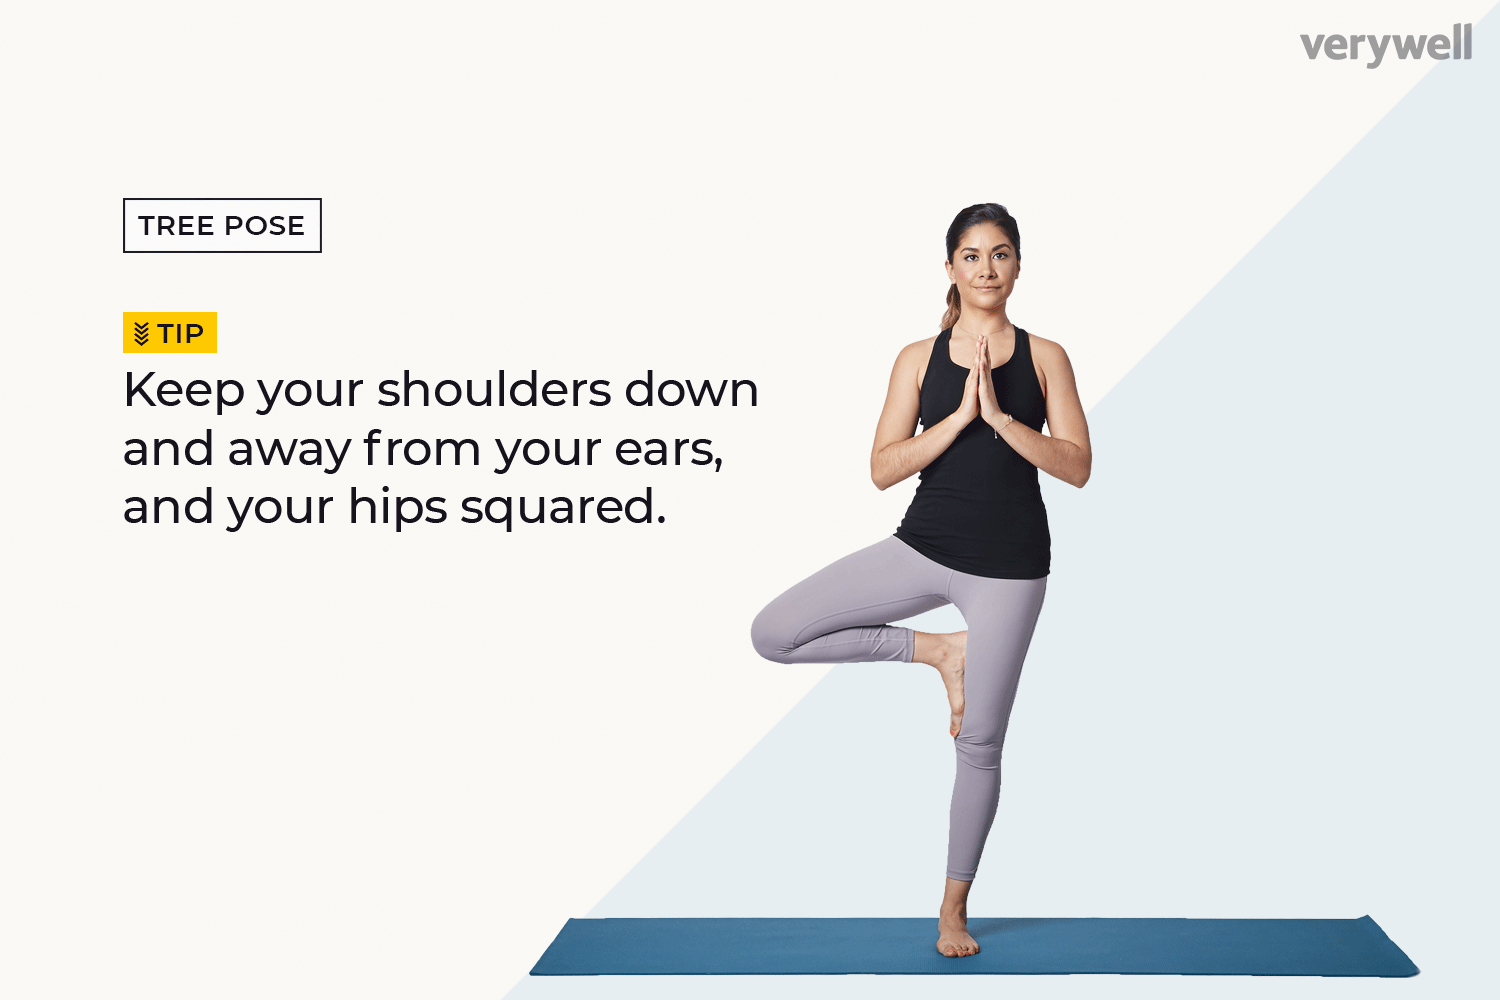 verywell
TREE POSE
TIP
Keep your shoulders down
and away from your ears,
and your hips squared.